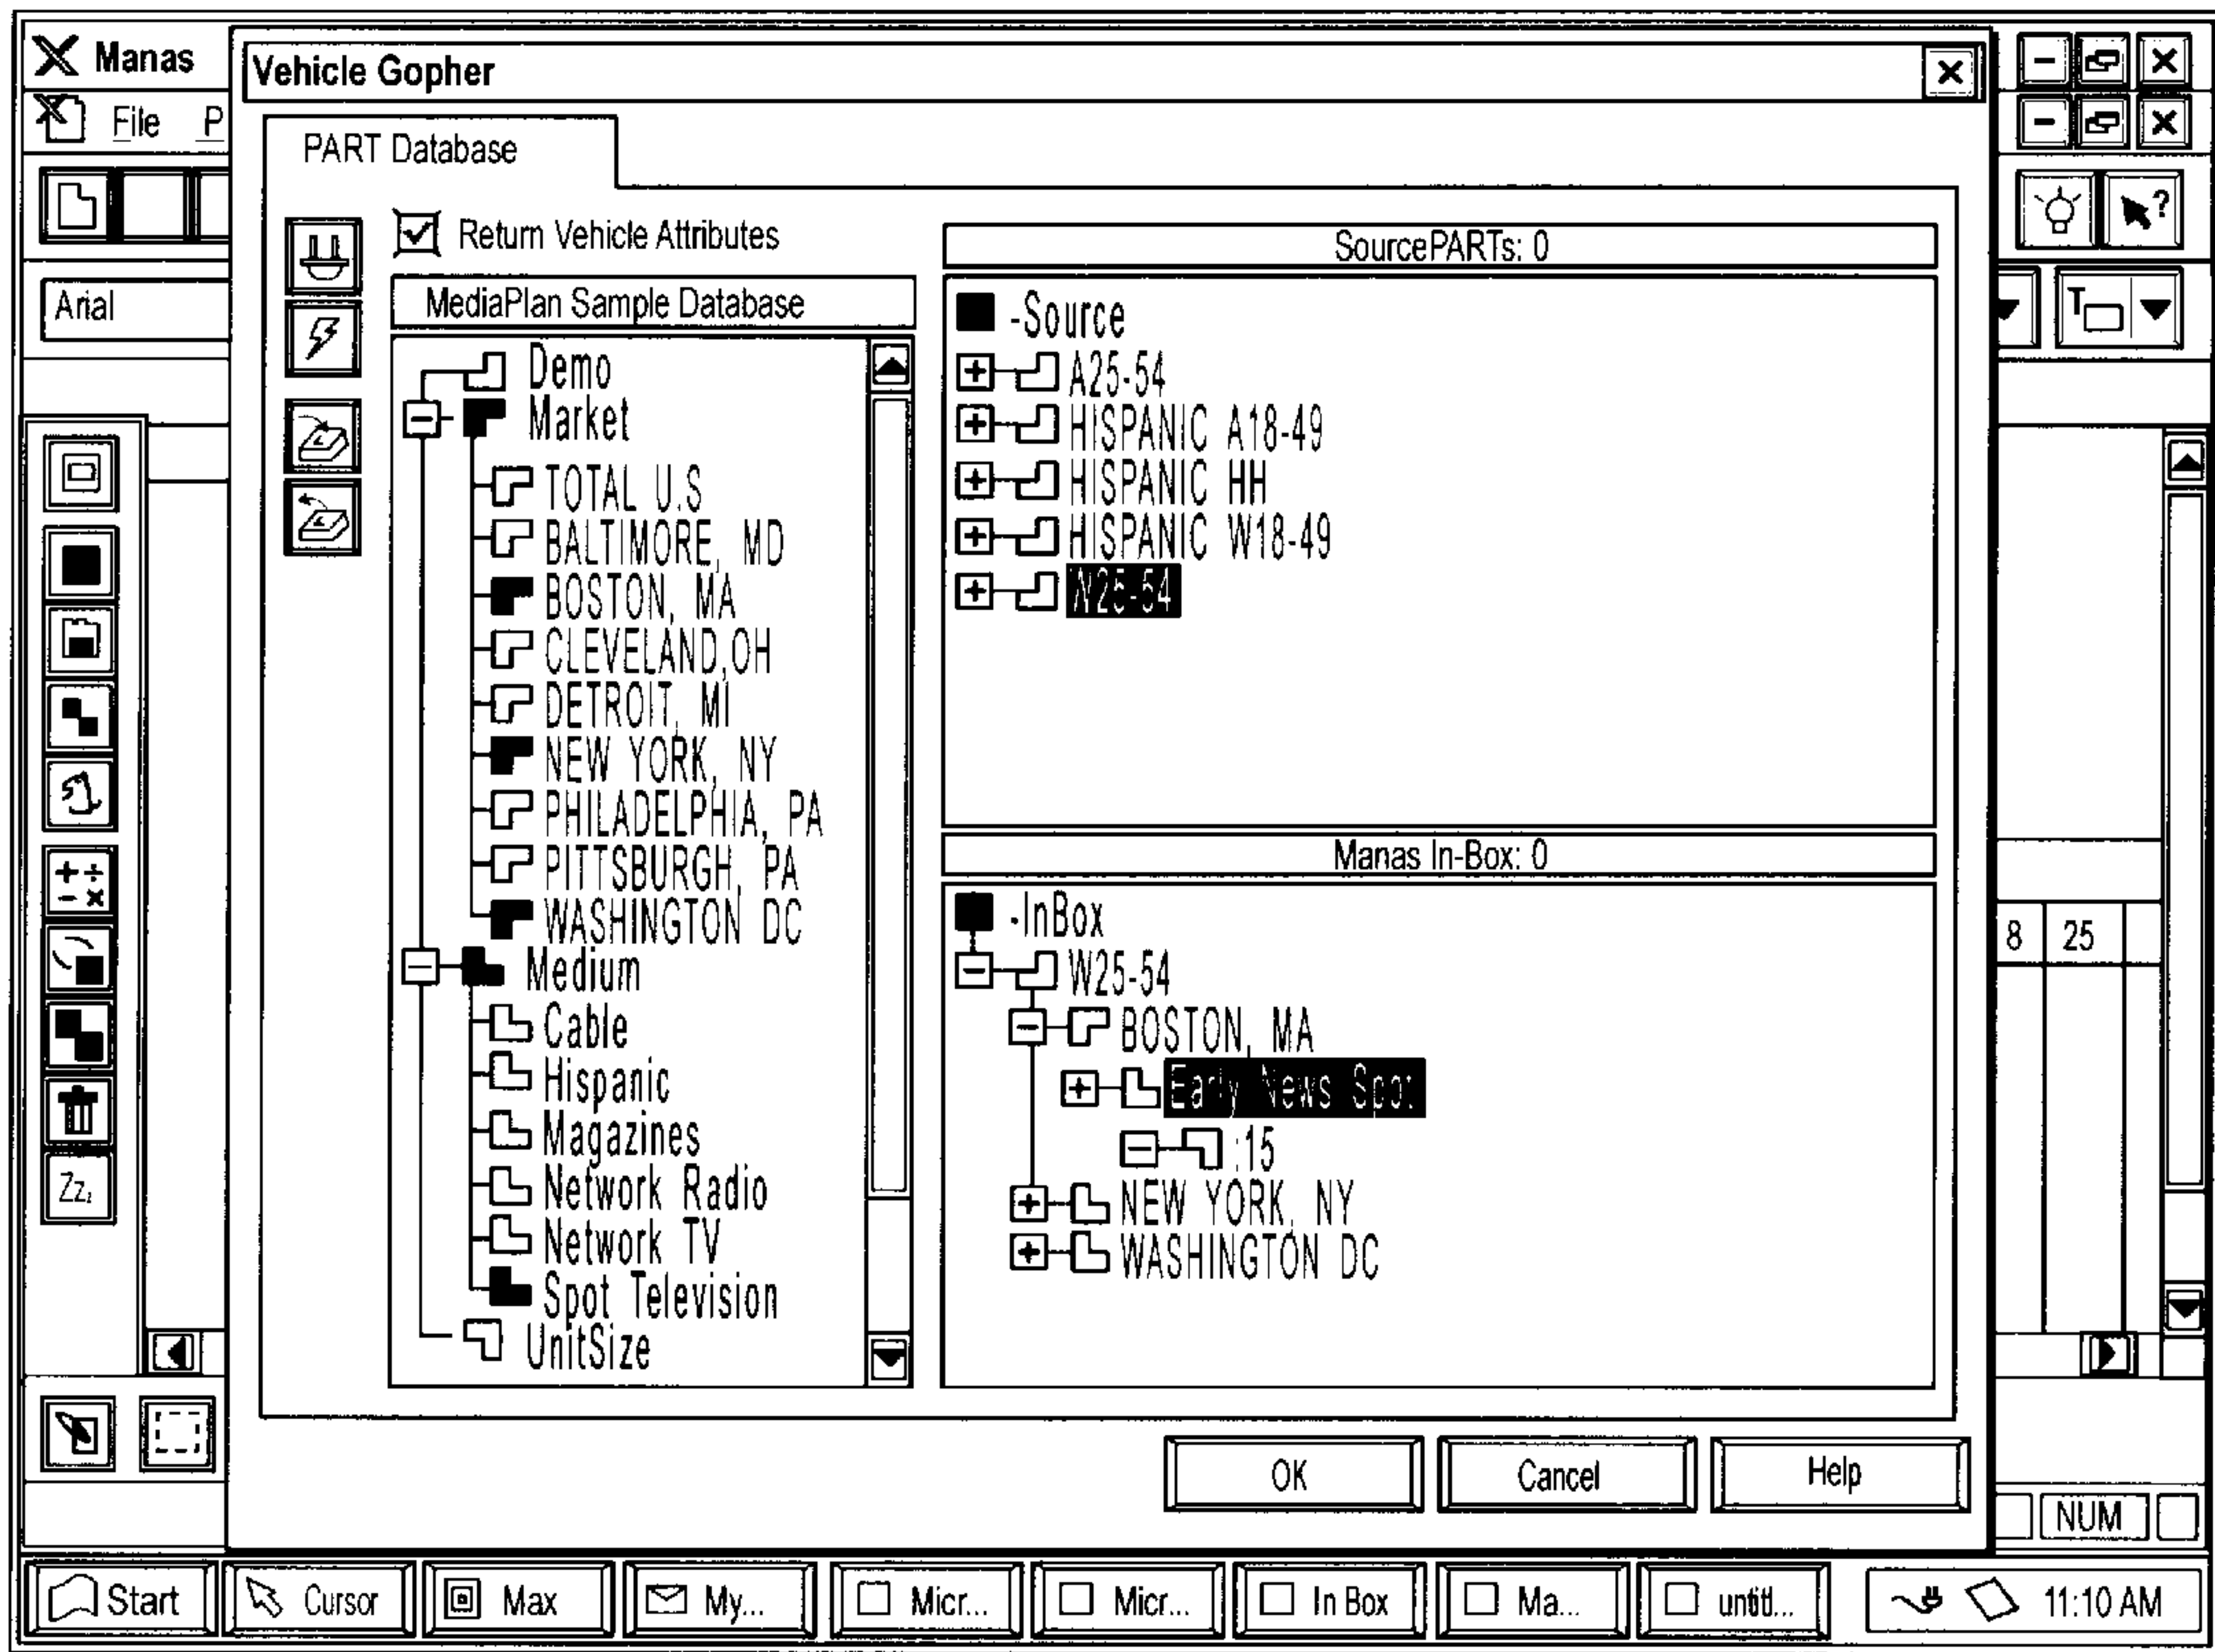 Manas
Vehicle Gopher
File P
PART Database
Return Vehicle Attributes
SourcePARTs: 0
Arial
MediaPlan Sample Database
Demo
Market
TOTAL U.S
BALTIMORE, MD
BOSTON, MA
CLEVELAND,OH
DETROIT, MI
NEW YORK, NY
PHILADELPHIA, PA
PITTSBURGH, PA
WASHINGTON DC
Medium
Cable
Hispanic
Magazines
Network Radio
Network TV
Spot Television
UnitSize
-Source
A25-54
HISPANIC A18-49
HISPANIC HH
HISPANIC W18-49
W25-54
Manas In-Box: 0
-InBox
W25-54
BOSTON, MA
Early News Spot
:15
NEW YORK, NY
WASHINGTON DC
8 25
Zzz
OK Cancel Help
NUM
Start Cursor Max My... Micr... Micr... In Box Ma... untitl... 11:10 AM